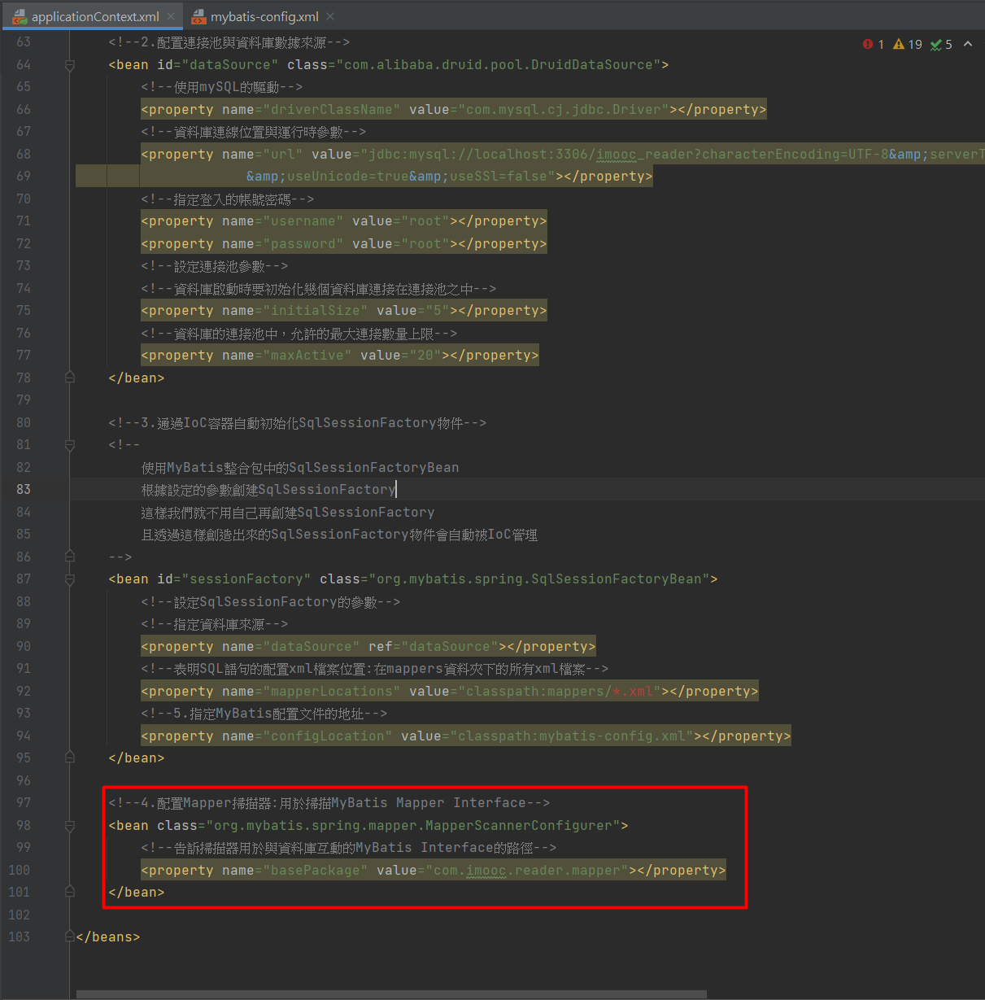 applicationContext.xml
mybatis-config.xml
1 19 5
63 <!--2.配置連接池與資料庫數據來源-->
64 <bean id="dataSource" class="com.alibaba.druid.pool.DruidDataSource">
65 <!--使用mySQL的驅動-->
66 <property name="driverClassName" value="com.mysql.cj.jdbc.Driver"></property>
67 <!--資料庫連線位置與運行時參數-->
68 <property name="url" value="jdbc:mysql://localhost:3306/imooc_reader?characterEncoding=UTF-8&amp;serverT
69 &amp;useUnicode=true&amp;useSSl=false"></property>
70 <!--指定登入的帳號密碼-->
71 <property name="username" value="root"></property>
72 <property name="password" value="root"></property>
73 <!--設定連接池參數-->
74 <!--資料庫啟動時要初始化幾個資料庫連接在連接池之中-->
75 <property name="initialSize" value="5"></property>
76 <!--資料庫的連接池中，允許的最大連接數量上限-->
77 <property name="maxActive" value="20"></property>
78 </bean>
79
80 <!--3.通過IoC容器自動初始化SqlSessionFactory物件-->
81 <!--
82 使用MyBatis整合包中的SqlSessionFactoryBean
83 根據設定的參數創建SqlSessionFactory
84 這樣我們就不用自己再創建SqlSessionFactory
85 且透過這樣創造出來的SqlSessionFactory物件會自動被IoC管理
86 -->
87 <bean id="sessionFactory" class="org.mybatis.spring.SqlSessionFactoryBean">
88 <!--設定SqlSessionFactory的參數-->
89 <!--指定資料庫來源-->
90 <property name="dataSource" ref="dataSource"></property>
91 <!--表明SQL語句的配置xml檔案位置:在mappers資料夾下的所有xml檔案-->
92 <property name="mapperLocations" value="classpath:mappers/*.xml"></property>
93 <!--5.指定MyBatis配置文件的地址-->
94 <property name="configLocation" value="classpath:mybatis-config.xml"></property>
95 </bean>
96
97 <!--4.配置Mapper掃描器:用於掃描MyBatis Mapper Interface-->
98 <bean class="org.mybatis.spring.mapper.MapperScannerConfigurer">
99 <!--告訴掃描器用於與資料庫互動的MyBatis Interface的路徑-->
100 <property name="basePackage" value="com.imooc.reader.mapper"></property>
101 </bean>
102
103 </beans>